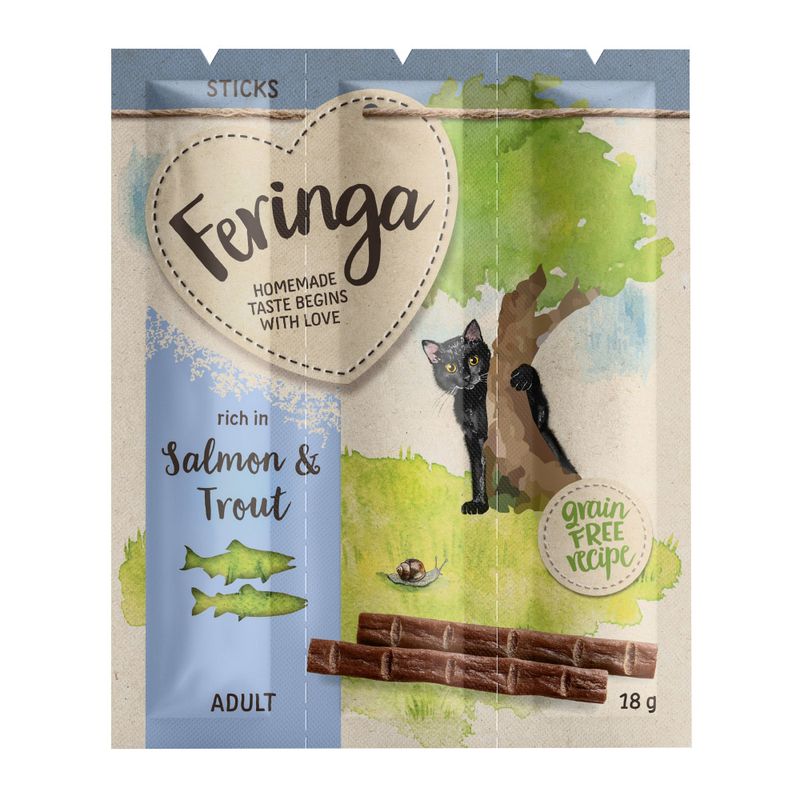 STICKS
Feringa
HOMEMADE
TASTE BEGINS
WITH LOVE
rich in
Salmon &
Trout
grain
FREE
recipe
ADULT
18 g